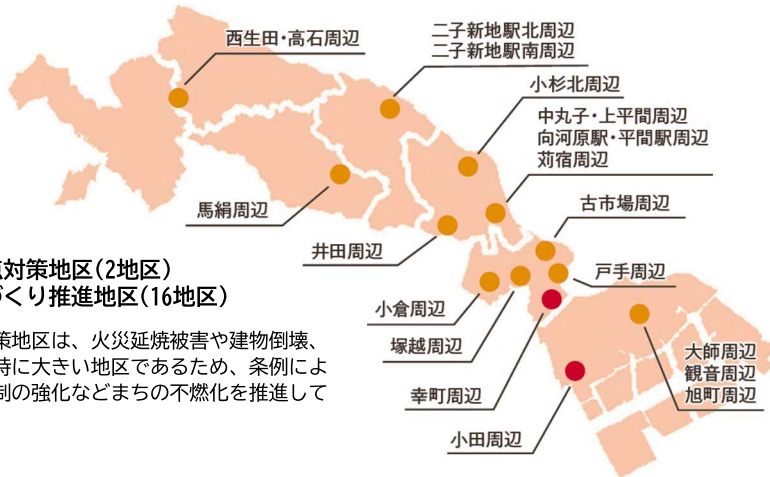 西生田・高石周辺
二子新地駅北周辺
二子新地駅南周辺
小杉北周辺
中丸子・上平間周辺
向河原駅・平間駅周辺
苅宿周辺
馬絹周辺
井田周辺
古市場周辺
戸手周辺
対策地区(2地区)
づくり推進地区(16地区)
策地区は、火災延焼被害や建物倒壊、
特に大きい地区であるため、条例によ
制の強化などまちの不燃化を推進して
小倉周辺
塚越周辺
幸町周辺
小田周辺
大師周辺
観音周辺
旭町周辺